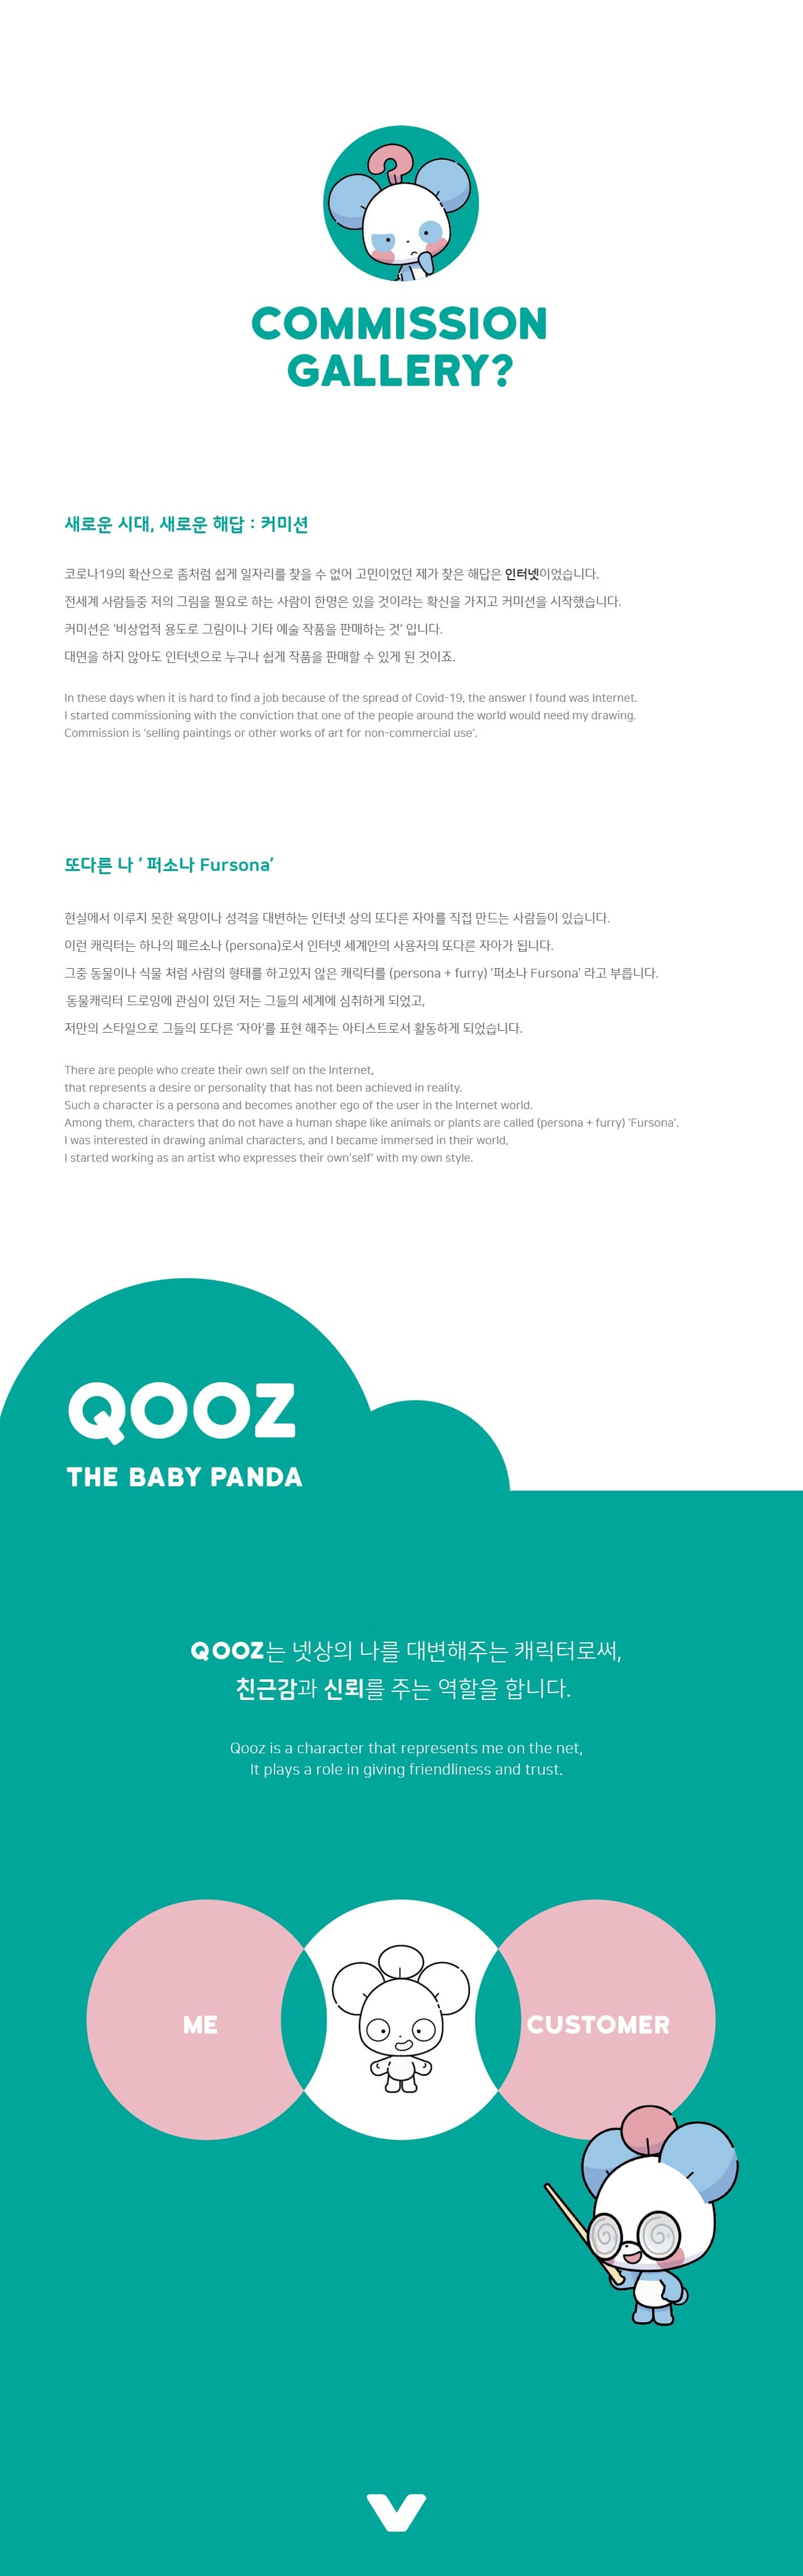 COMMISSION
GALLERY?
새로운 시대, 새로운 해답 : 커미션
코로나19의 확산으로 좀처럼 쉽게 일자리를 찾을 수 없어 고민이었던 제가 찾은 해답은 인터넷이었습니다.
전세계 사람들중 저의 그림을 필요로 하는 사람이 한명은 있을 것이라는 확신을 가지고 커미션을 시작했습니다.
커미션은 '비상업적 용도로 그림이나 기타 예술 작품을 판매하는 것' 입니다.
대면을 하지 않아도 인터넷으로 누구나 쉽게 작품을 판매할 수 있게 된 것이죠.
In these days when it is hard to find a job because of the spread of Covid-19, the answer I found was Internet.
I started commissioning with the conviction that one of the people around the world would need my drawing.
Commission is 'selling paintings or other works of art for non-commercial use'.
또다른 나 ‘ 퍼소나 Fursona’
현실에서 이루지 못한 욕망이나 성격을 대변하는 인터넷 상의 또다른 자아를 직접 만드는 사람들이 있습니다.
이런 캐릭터는 하나의 페르소나 (persona)로서 인터넷 세계안의 사용자의 또다른 자아가 됩니다.
그중 동물이나 식물 처럼 사람의 형태를 하고있지 않은 캐릭터를 (persona + furry) '퍼소나 Fursona' 라고 부릅니다.
동물캐릭터 드로잉에 관심이 있던 저는 그들의 세계에 심취하게 되었고,
저만의 스타일으로 그들의 또다른 '자아'를 표현 해주는 아티스트로서 활동하게 되었습니다.
There are people who create their own self on the Internet,
that represents a desire or personality that has not been achieved in reality.
Such a character is a persona and becomes another ego of the user in the Internet world.
Among them, characters that do not have a human shape like animals or plants are called (persona + furry) 'Fursona'.
I was interested in drawing animal characters, and I became immersed in their world,
I started working as an artist who expresses their own'self' with my own style.
QOOZ
THE BABY PANDA
QOOZ는 넷상의 나를 대변해주는 캐릭터로써,
친근감과 신뢰를 주는 역할을 합니다.
Qooz is a character that represents me on the net,
It plays a role in giving friendliness and trust.
ME
CUSTOMER